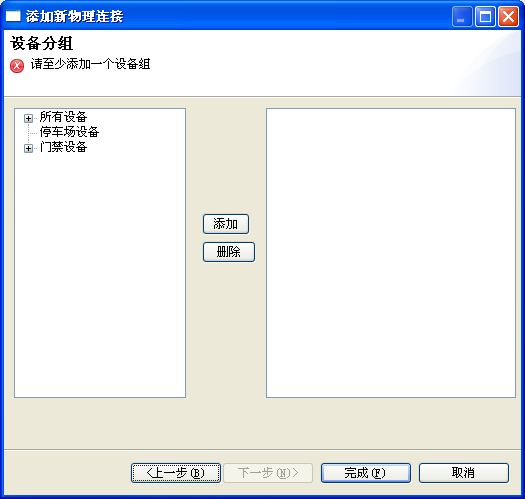 添加新物理连接
设备分组
请至少添加一个设备组
所有设备
停车场设备
门禁设备
添加
删除
<上一步(B)
下一步(N)>
完成(F)
取消